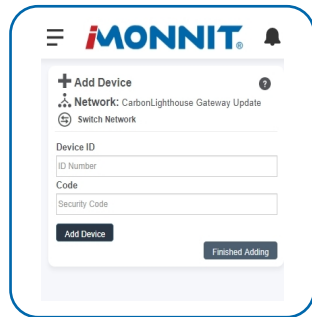 iMONNIT®
Add Device
Network: CarbonLighthouse Gateway Update
Switch Network
Device ID
ID Number
Code
Security Code
Add Device
Finished Adding